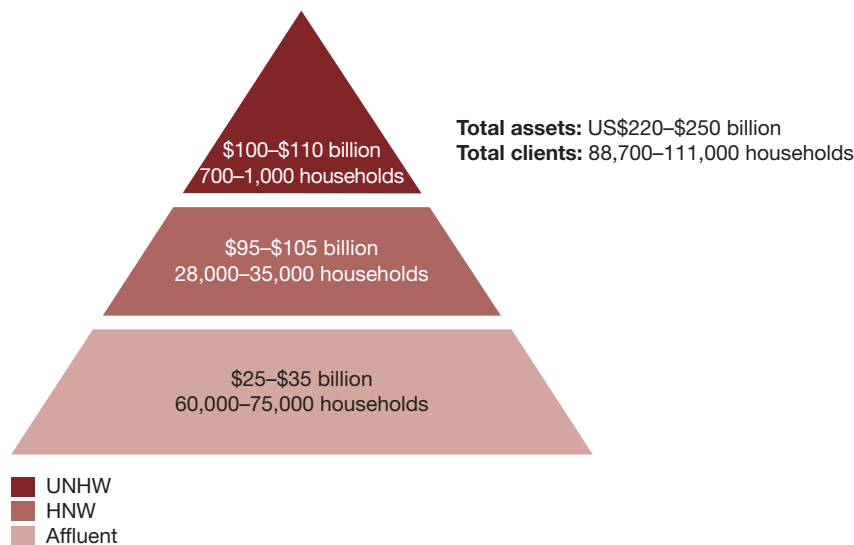 $100–$110 billion
700–1,000 households
Total assets: US$220–$250 billion
Total clients: 88,700–111,000 households
$95–$105 billion
28,000–35,000 households
$25–$35 billion
60,000–75,000 households
UNHW
HNW
Affluent